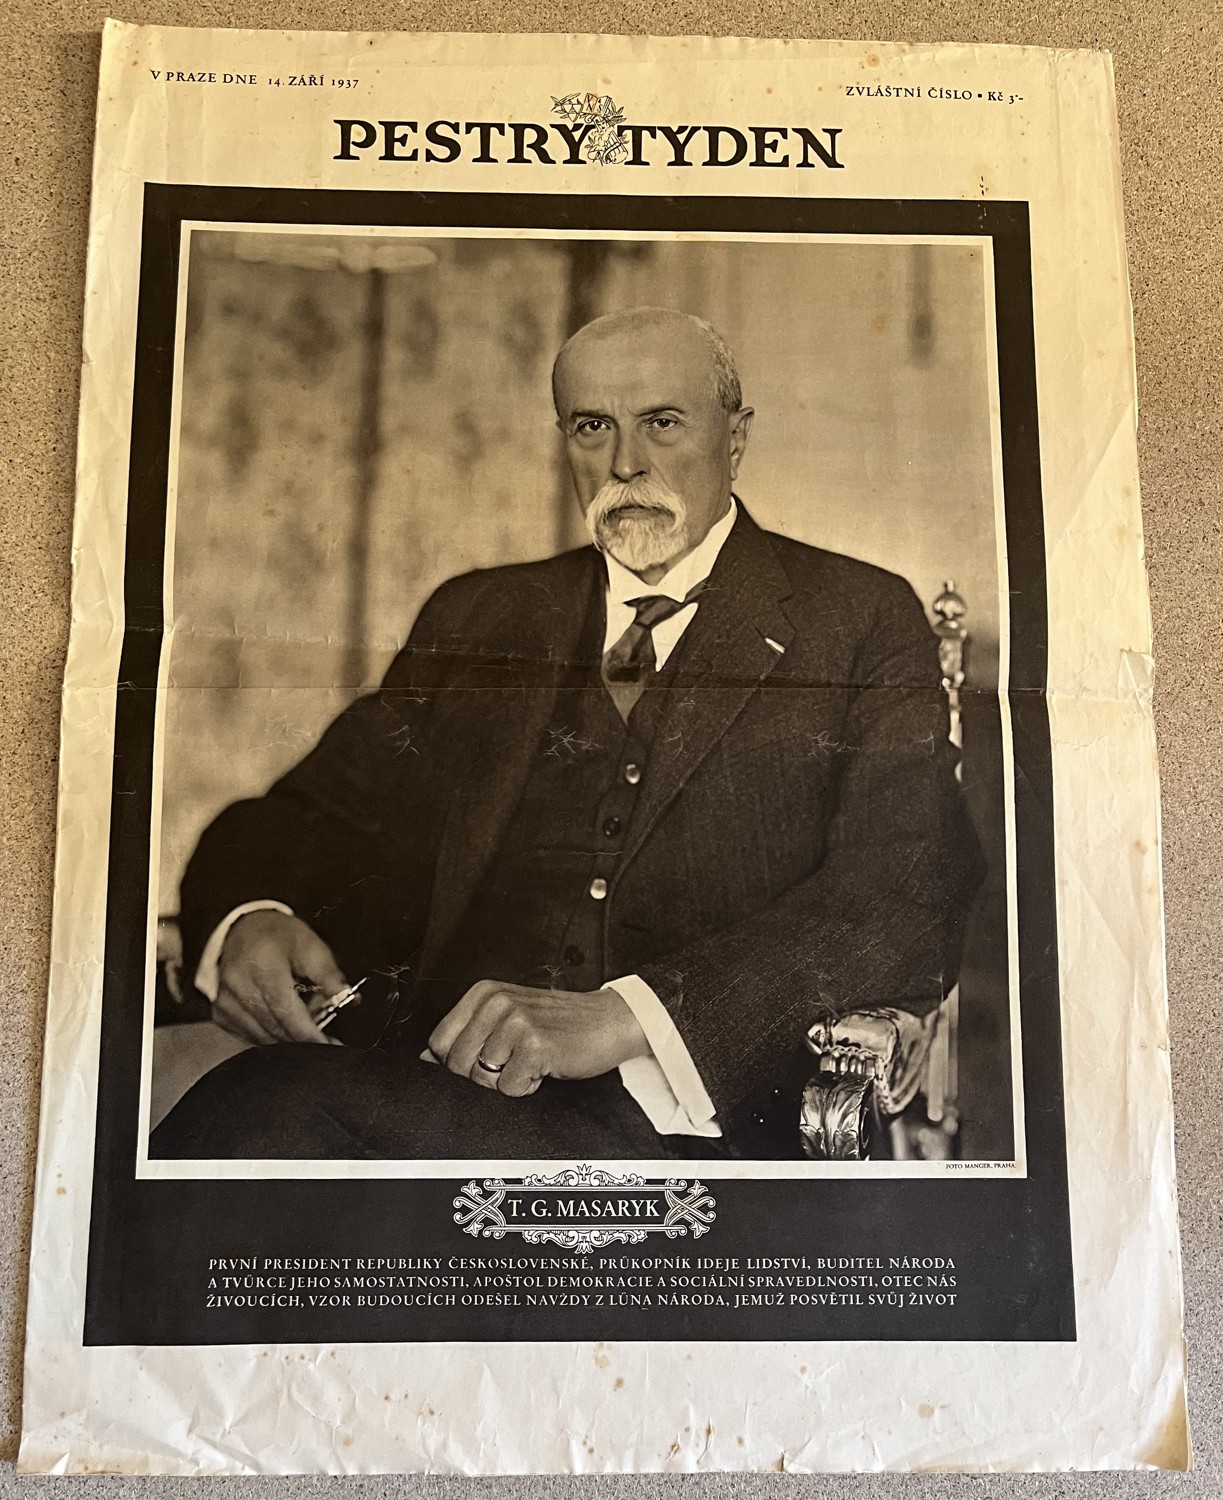 V PRAZE DNE 14. ZÁŘÍ 1937
ZVLÁŠTNÍ ČÍSLO • Kč 3·-
PESTRÝ TÝDEN
FOTO MANGER, PRAHA.
T. G. MASARYK
PRVNÍ PRESIDENT REPUBLIKY ČESKOSLOVENSKÉ, PRŮKOPNÍK IDEJE LIDSTVÍ, BUDITEL NÁRODA
A TVŮRCE JEHO SAMOSTATNOSTI, APOŠTOL DEMOKRACIE A SOCIÁLNÍ SPRAVEDLNOSTI, OTEC NÁS
ŽIVOUCÍCH, VZOR BUDOUCÍCH ODEŠEL NAVŽDY Z LŮNA NÁRODA, JEMUŽ POSVĚTIL SVŮJ ŽIVOT